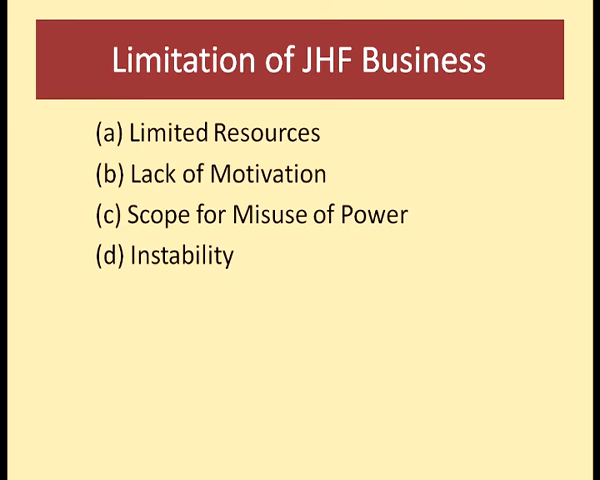 Limitation of JHF Business
(a) Limited Resources
(b) Lack of Motivation
(c) Scope for Misuse of Power
(d) Instability